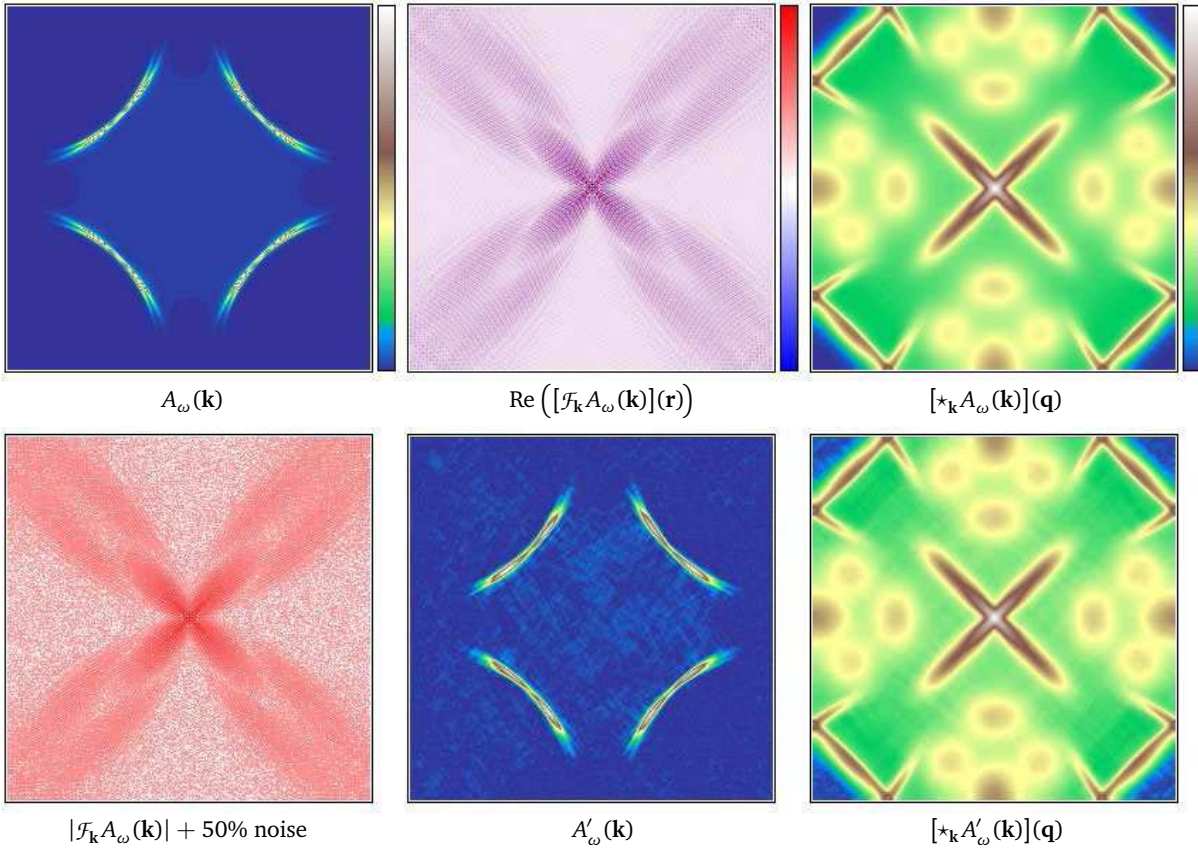 A_ω(𝐤)
Re([ℱ_𝐤 A_ω(𝐤)](𝐫))
[⋆_𝐤 A_ω(𝐤)](𝐪)
|ℱ_𝐤 A_ω(𝐤)| + 50% noise
A′_ω(𝐤)
[⋆_𝐤 A′_ω(𝐤)](𝐪)